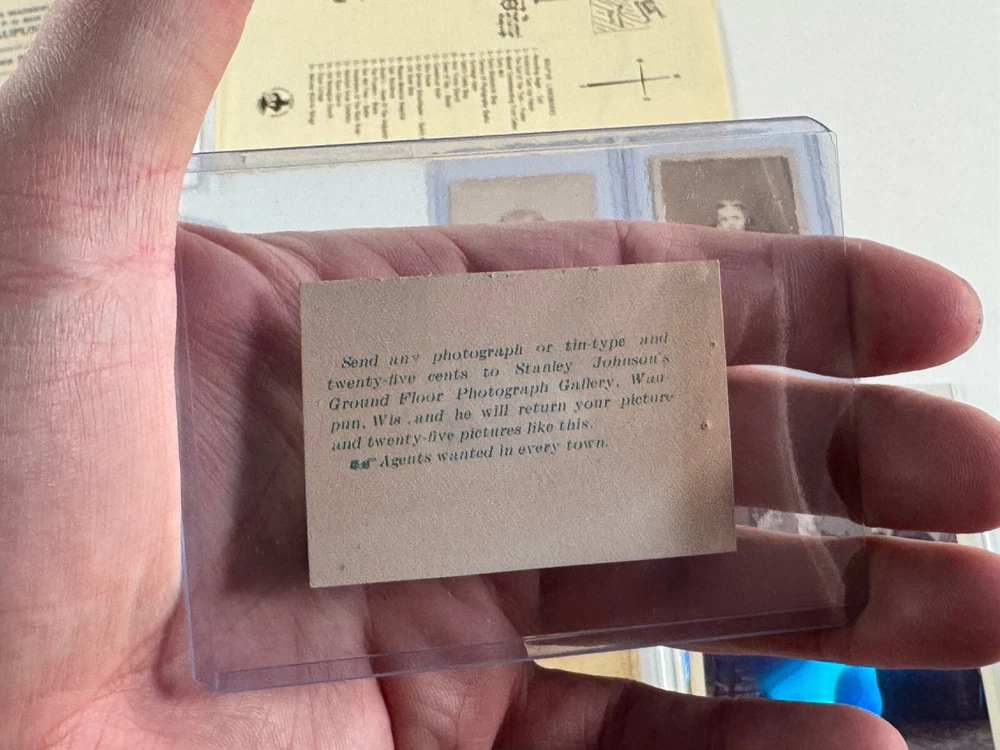 Send any photograph or tin-type and
twenty-five cents to Stanley Johnson's
Ground Floor Photograph Gallery, Wau-
pun, Wis., and he will return your picture
and twenty-five pictures like this.
☛ Agents wanted in every town.